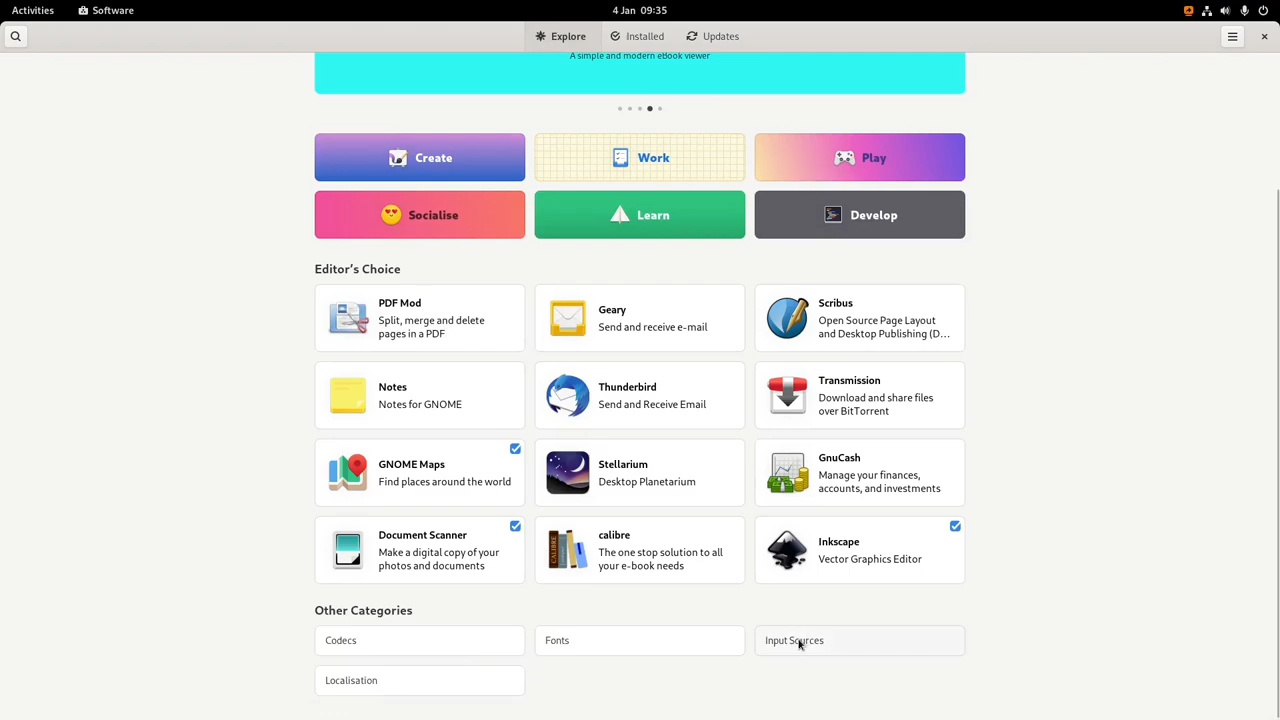 Activities
Software
4 Jan 09:35
Explore
Installed
Updates
A simple and modern eBook viewer
Create
Work
Play
Socialise
Learn
Develop
Editor's Choice
PDF Mod
Split, merge and delete
pages in a PDF
Geary
Send and receive e-mail
Scribus
Open Source Page Layout
and Desktop Publishing (D…
Notes
Notes for GNOME
Thunderbird
Send and Receive Email
Transmission
Download and share files
over BitTorrent
GNOME Maps
Find places around the world
Stellarium
Desktop Planetarium
GnuCash
Manage your finances,
accounts, and investments
Document Scanner
Make a digital copy of your
photos and documents
calibre
The one stop solution to all
your e-book needs
Inkscape
Vector Graphics Editor
Other Categories
Codecs
Fonts
Input Sources
Localisation